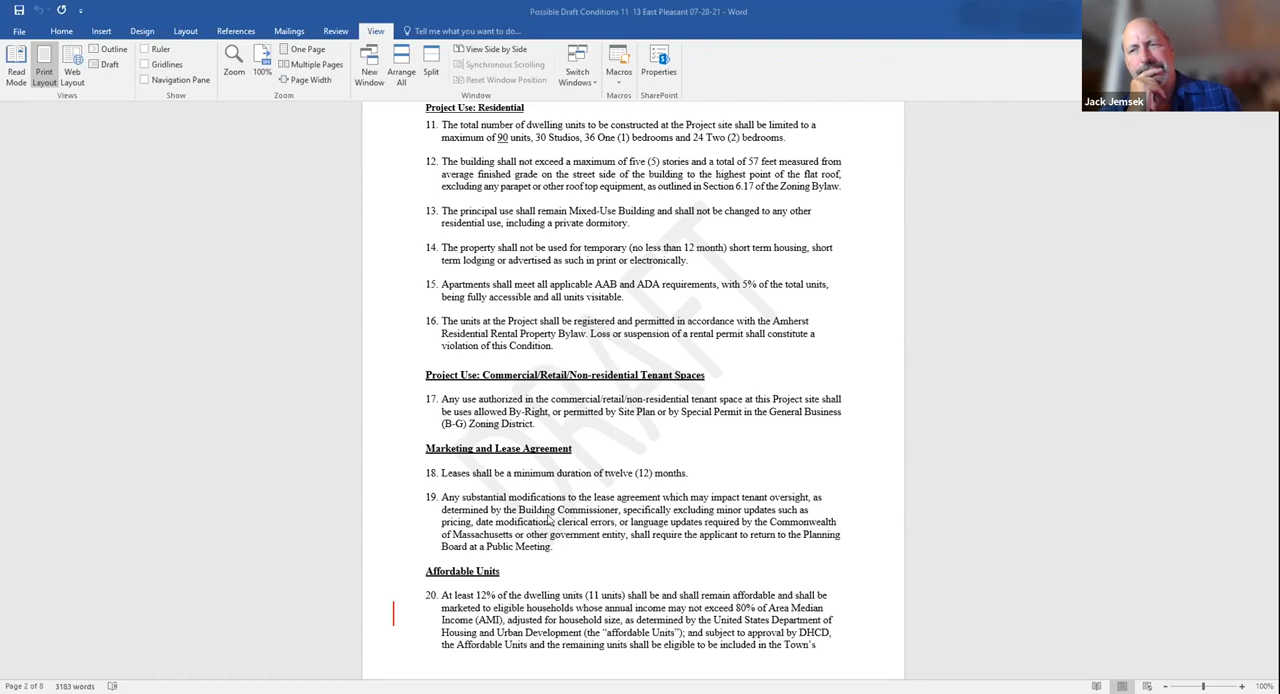 Possible Draft Conditions 11 13 East Pleasant 07-28-21 - Word
File Home Insert Design Layout References Mailings Review View Tell me what you want to do...
Read Mode
Print Layout
Web Layout
Outline
Draft
Views
Ruler
Gridlines
Navigation Pane
Show
Zoom
100%
One Page
Multiple Pages
Page Width
Zoom
New Window
Arrange All
Split
View Side by Side
Synchronous Scrolling
Reset Window Position
Window
Switch Windows
Macros
Macros
Properties
SharePoint
Jack Jemsek
DRAFT
Project Use: Residential
11. The total number of dwelling units to be constructed at the Project site shall be limited to a
maximum of 90 units, 30 Studios, 36 One (1) bedrooms and 24 Two (2) bedrooms.
12. The building shall not exceed a maximum of five (5) stories and a total of 57 feet measured from
average finished grade on the street side of the building to the highest point of the flat roof,
excluding any parapet or other roof top equipment, as outlined in Section 6.17 of the Zoning Bylaw.
13. The principal use shall remain Mixed-Use Building and shall not be changed to any other
residential use, including a private dormitory.
14. The property shall not be used for temporary (no less than 12 month) short term housing, short
term lodging or advertised as such in print or electronically.
15. Apartments shall meet all applicable AAB and ADA requirements, with 5% of the total units,
being fully accessible and all units visitable.
16. The units at the Project shall be registered and permitted in accordance with the Amherst
Residential Rental Property Bylaw. Loss or suspension of a rental permit shall constitute a
violation of this Condition.
Project Use: Commercial/Retail/Non-residential Tenant Spaces
17. Any use authorized in the commercial/retail/non-residential tenant space at this Project site shall
be uses allowed By-Right, or permitted by Site Plan or by Special Permit in the General Business
(B-G) Zoning District.
Marketing and Lease Agreement
18. Leases shall be a minimum duration of twelve (12) months.
19. Any substantial modifications to the lease agreement which may impact tenant oversight, as
determined by the Building Commissioner, specifically excluding minor updates such as
pricing, date modifications, clerical errors, or language updates required by the Commonwealth
of Massachusetts or other government entity, shall require the applicant to return to the Planning
Board at a Public Meeting.
Affordable Units
20. At least 12% of the dwelling units (11 units) shall be and shall remain affordable and shall be
marketed to eligible households whose annual income may not exceed 80% of Area Median
Income (AMI), adjusted for household size, as determined by the United States Department of
Housing and Urban Development (the “affordable Units”); and subject to approval by DHCD,
the Affordable Units and the remaining units shall be eligible to be included in the Town’s
Page 2 of 8 3183 words
100%